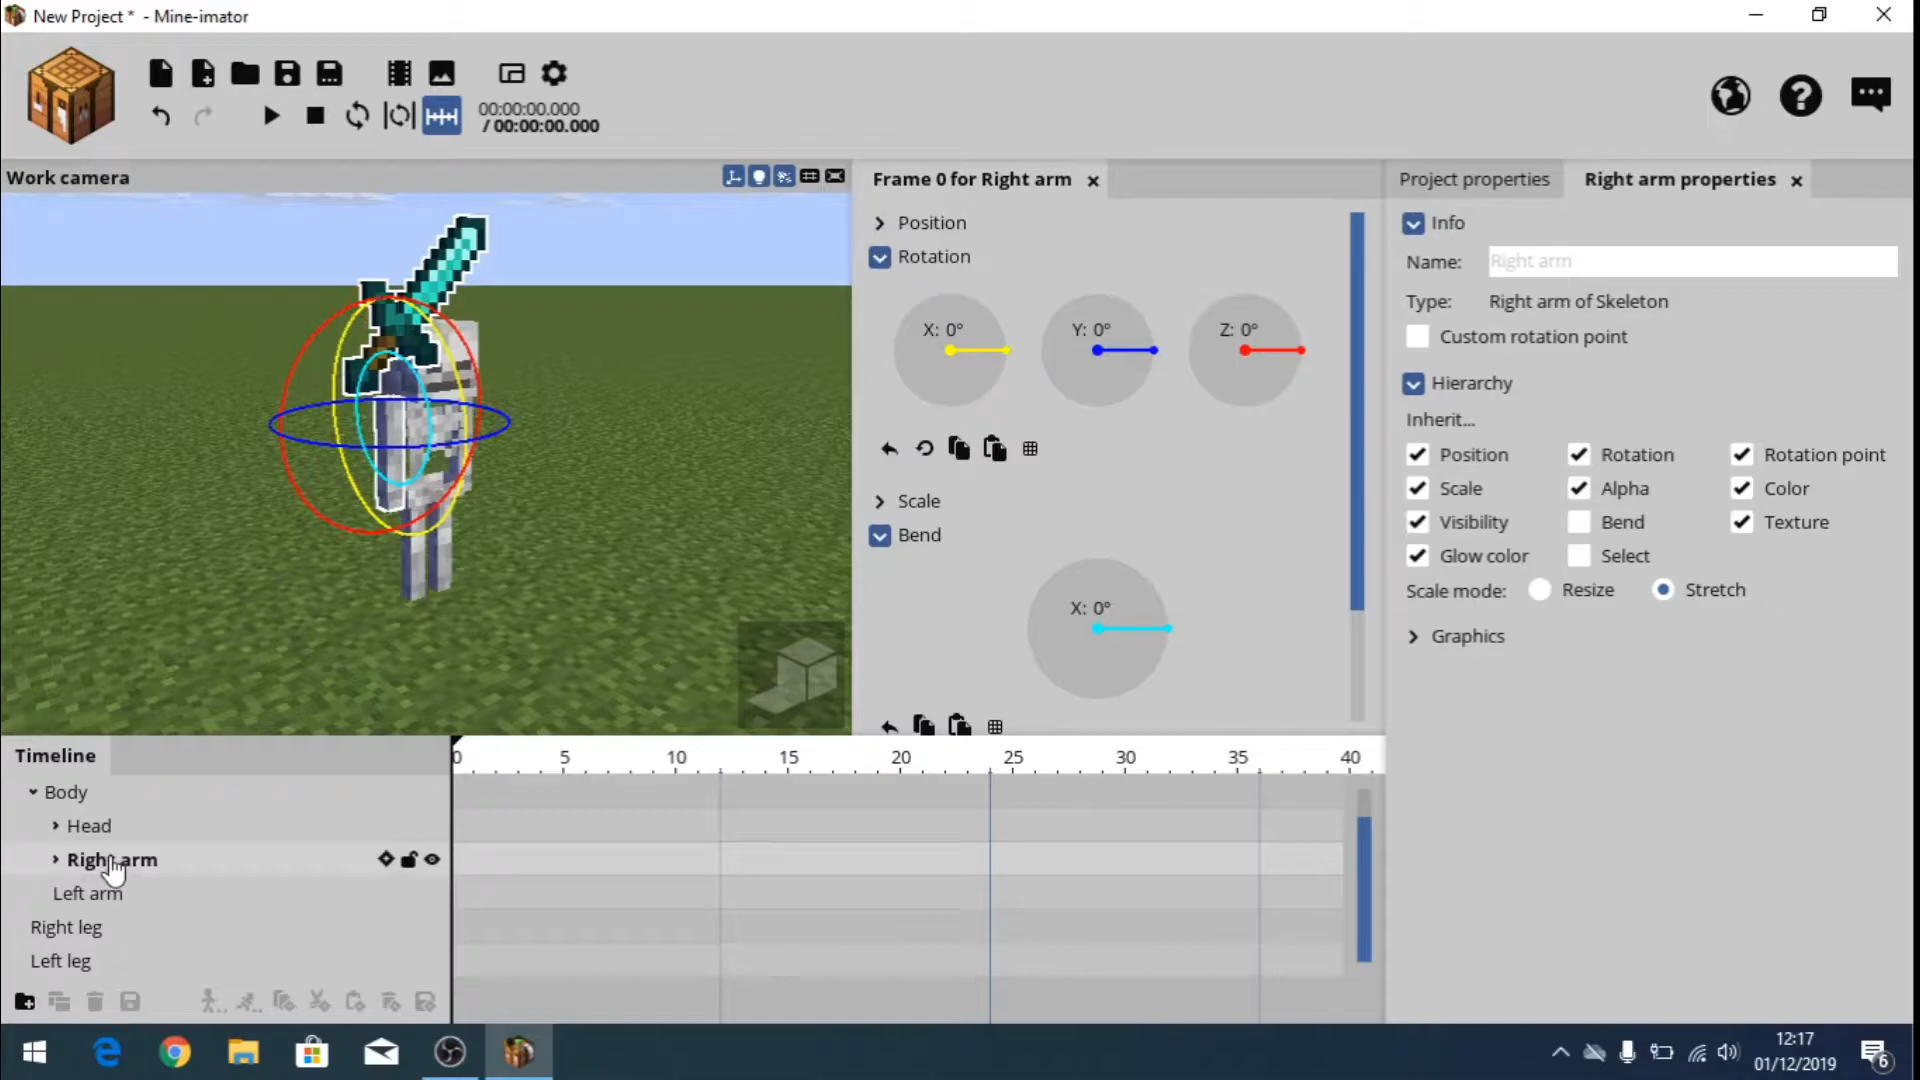 New Project * - Mine-imator
00:00:00.000
/ 00:00:00.000
Work camera
Frame 0 for Right arm
Position
Rotation
X: 0°
Y: 0°
Z: 0°
Scale
Bend
X: 0°
Project properties
Right arm properties
Info
Name:
Right arm
Type:
Right arm of Skeleton
Custom rotation point
Hierarchy
Inherit...
Position
Rotation
Rotation point
Scale
Alpha
Color
Visibility
Bend
Texture
Glow color
Select
Scale mode:
Resize
Stretch
Graphics
Timeline
0 5 10 15 20 25 30 35 40
Body
Head
Right arm
Left arm
Right leg
Left leg
12:17
01/12/2019
6